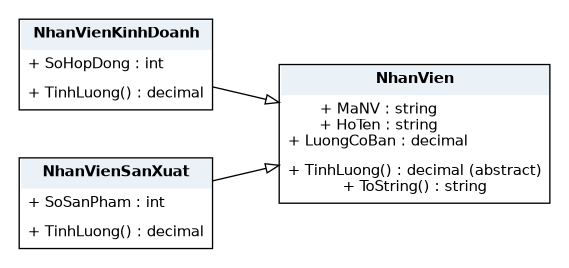 NhanVienKinhDoanh
+ SoHopDong : int
+ TinhLuong() : decimal
NhanVien
+ MaNV : string
+ HoTen : string
+ LuongCoBan : decimal
+ TinhLuong() : decimal (abstract)
+ ToString() : string
NhanVienSanXuat
+ SoSanPham : int
+ TinhLuong() : decimal